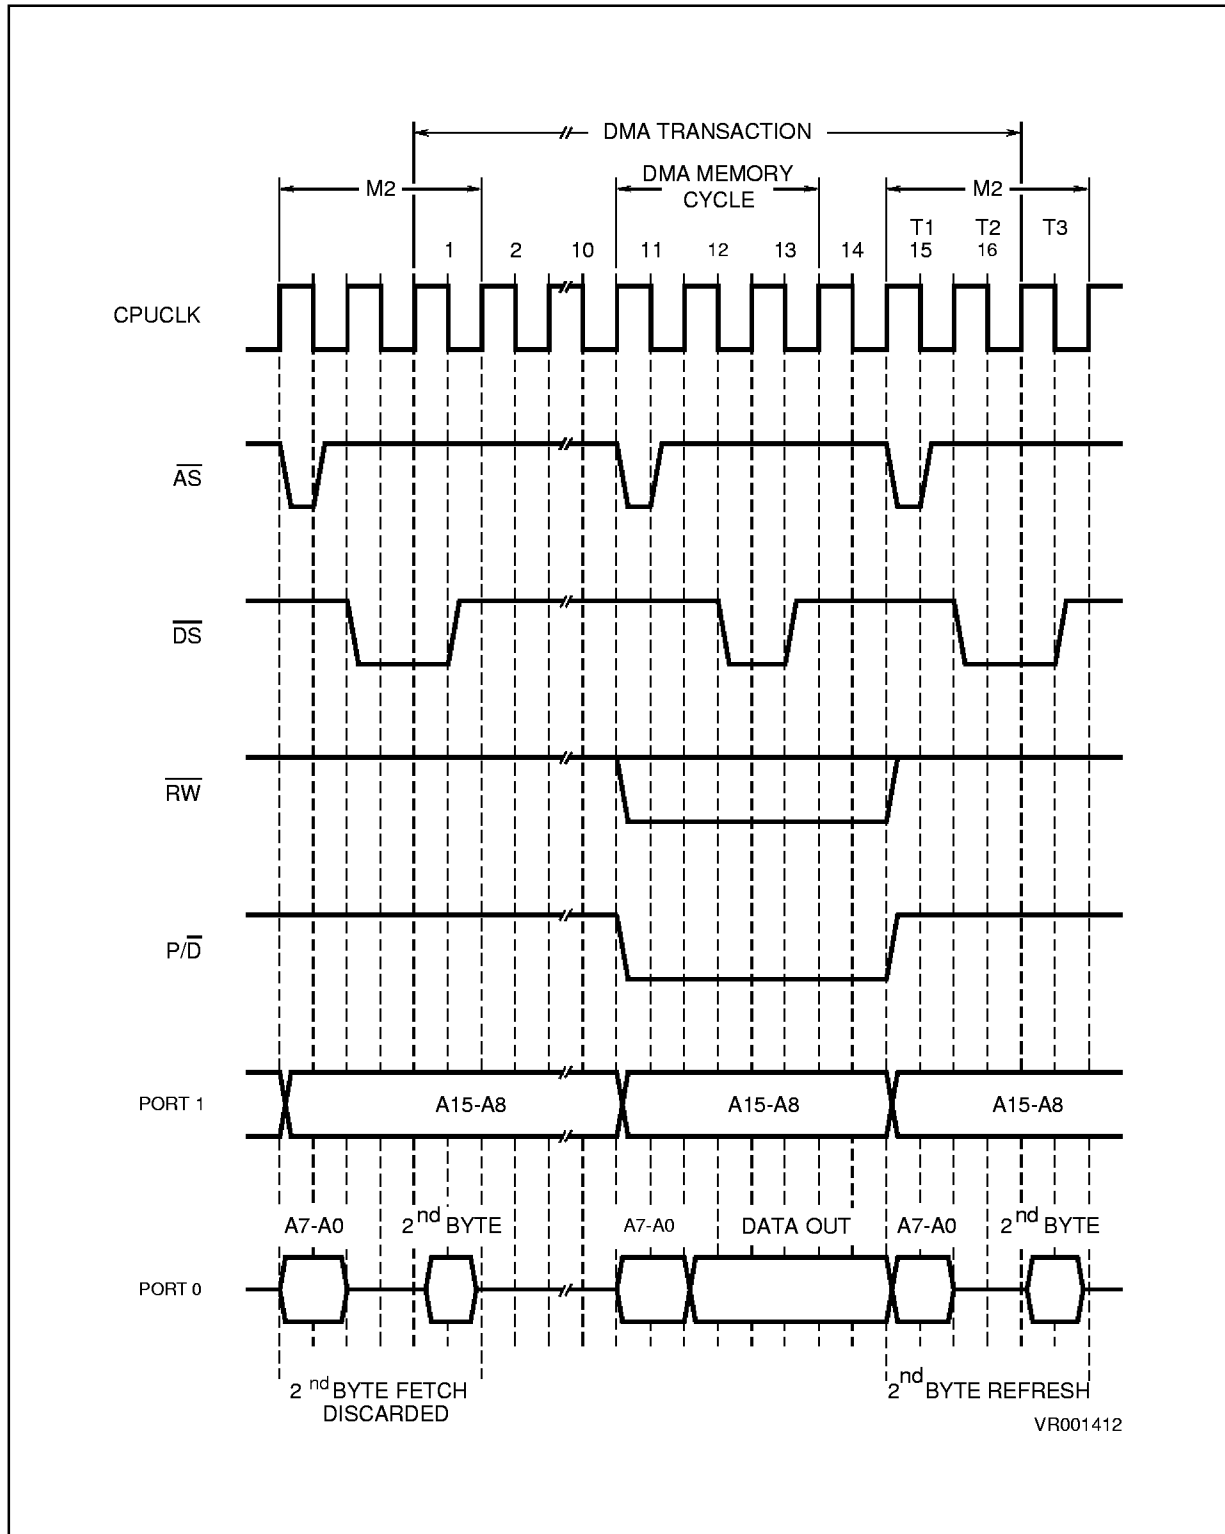 DMA TRANSACTION
M2
DMA MEMORY
CYCLE
M2
T1 T2 T3
1 2 10 11 12 13 14 15 16
CPUCLK
AS
DS
RW
P/D
PORT 1 A15-A8 A15-A8 A15-A8
A7-A0 2nd BYTE A7-A0 DATA OUT A7-A0 2nd BYTE
PORT 0
2nd BYTE FETCH
DISCARDED
2nd BYTE REFRESH
VR001412